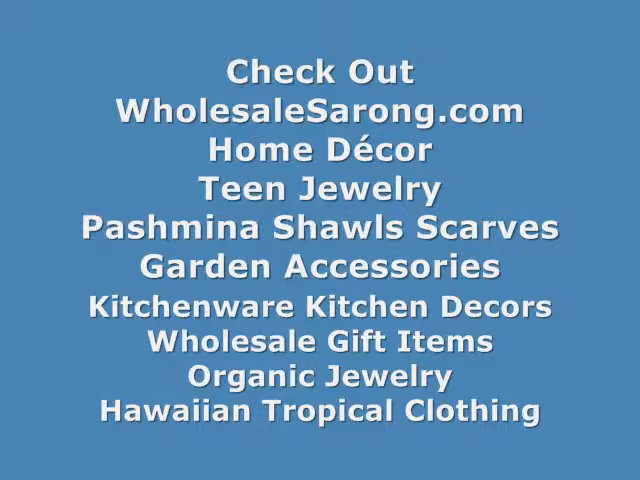 Check Out
WholesaleSarong.com
Home Décor
Teen Jewelry
Pashmina Shawls Scarves
Garden Accessories
Kitchenware Kitchen Decors
Wholesale Gift Items
Organic Jewelry
Hawaiian Tropical Clothing